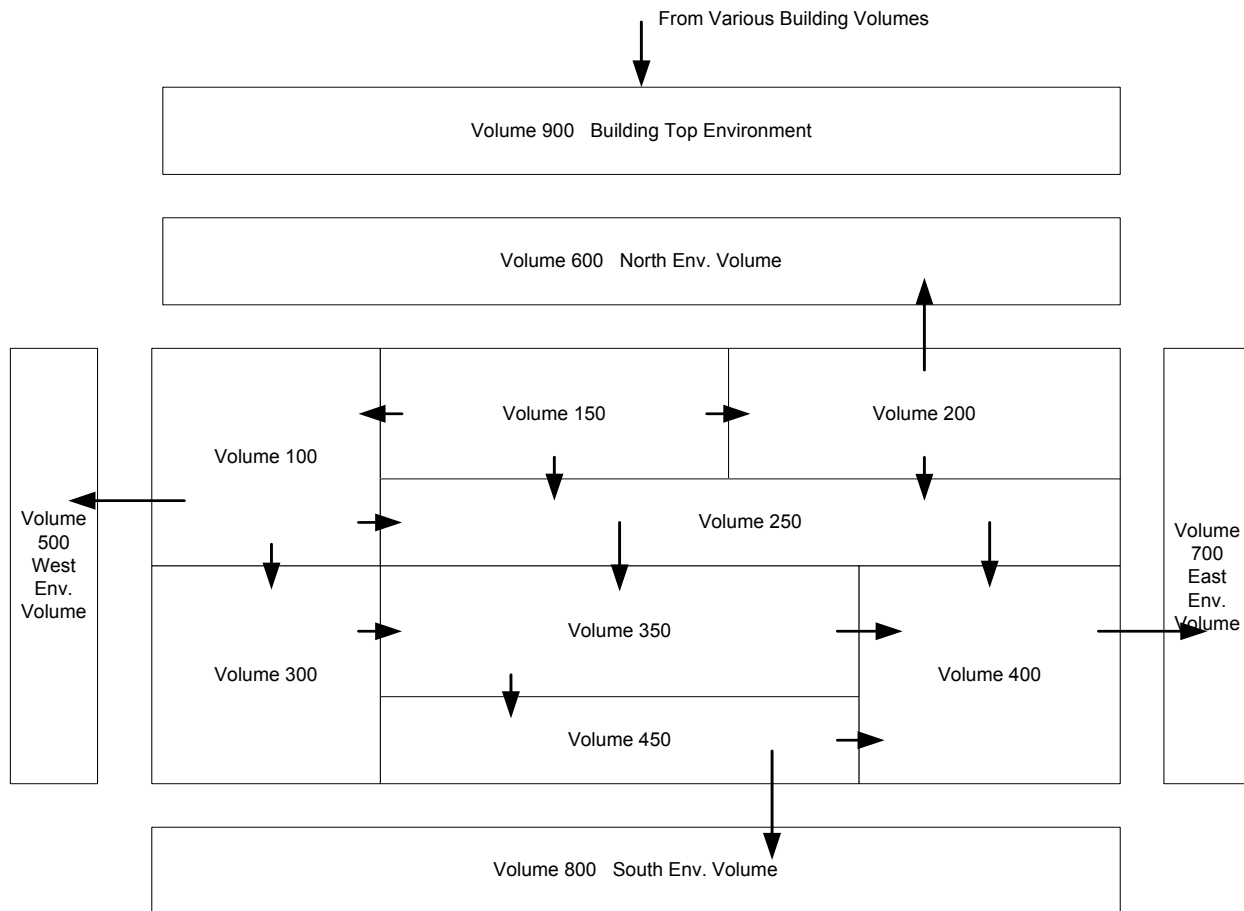 From Various Building Volumes
Volume 900 Building Top Environment
Volume 600 North Env. Volume
Volume 150
Volume 200
Volume 100
Volume 250
Volume
500
West
Env.
Volume
Volume
700
East
Env.
Volume
Volume 350
Volume 300
Volume 400
Volume 450
Volume 800 South Env. Volume